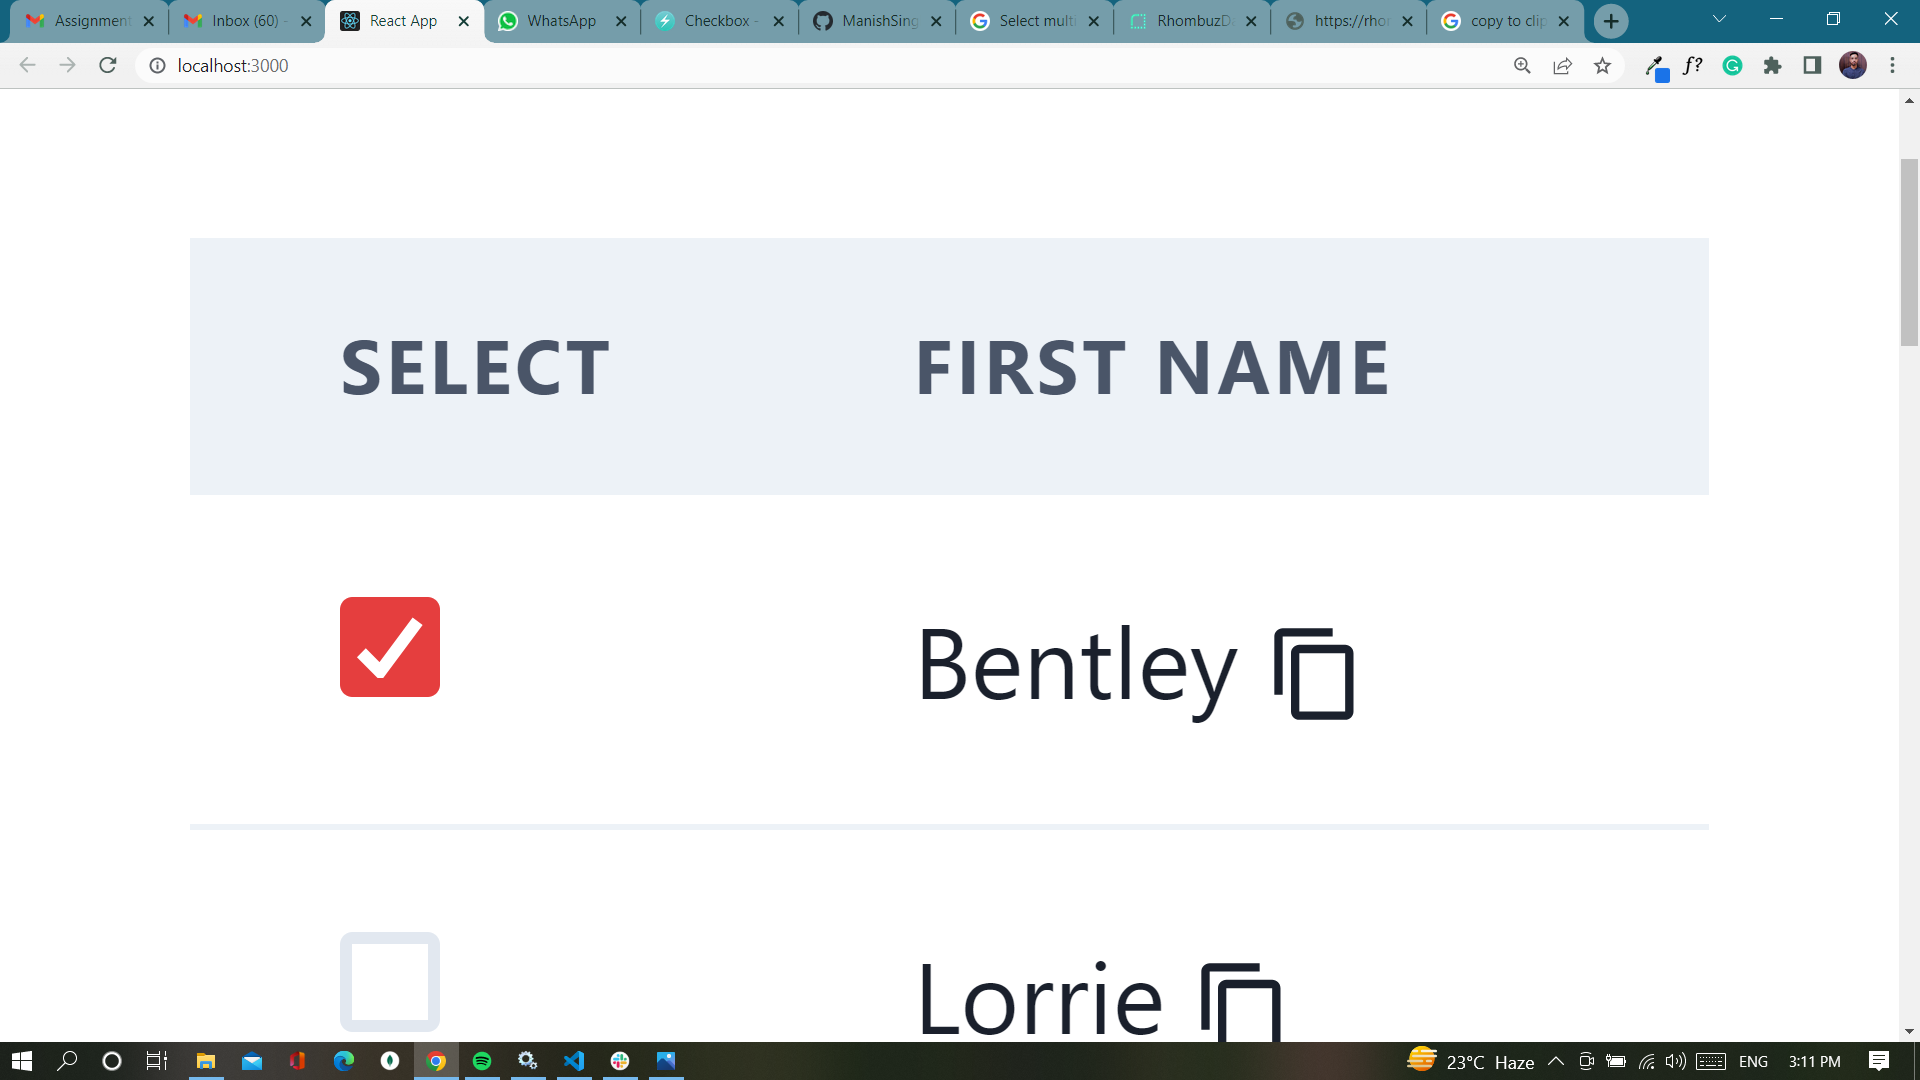 Assignment
Inbox (60) -
React App
WhatsApp
Checkbox -
ManishSing
Select multi
RhombuzDa
https://rhor
copy to clip
localhost:3000
f?
SELECT FIRST NAME
Bentley
Lorrie
23°C Haze
ENG
3:11 PM